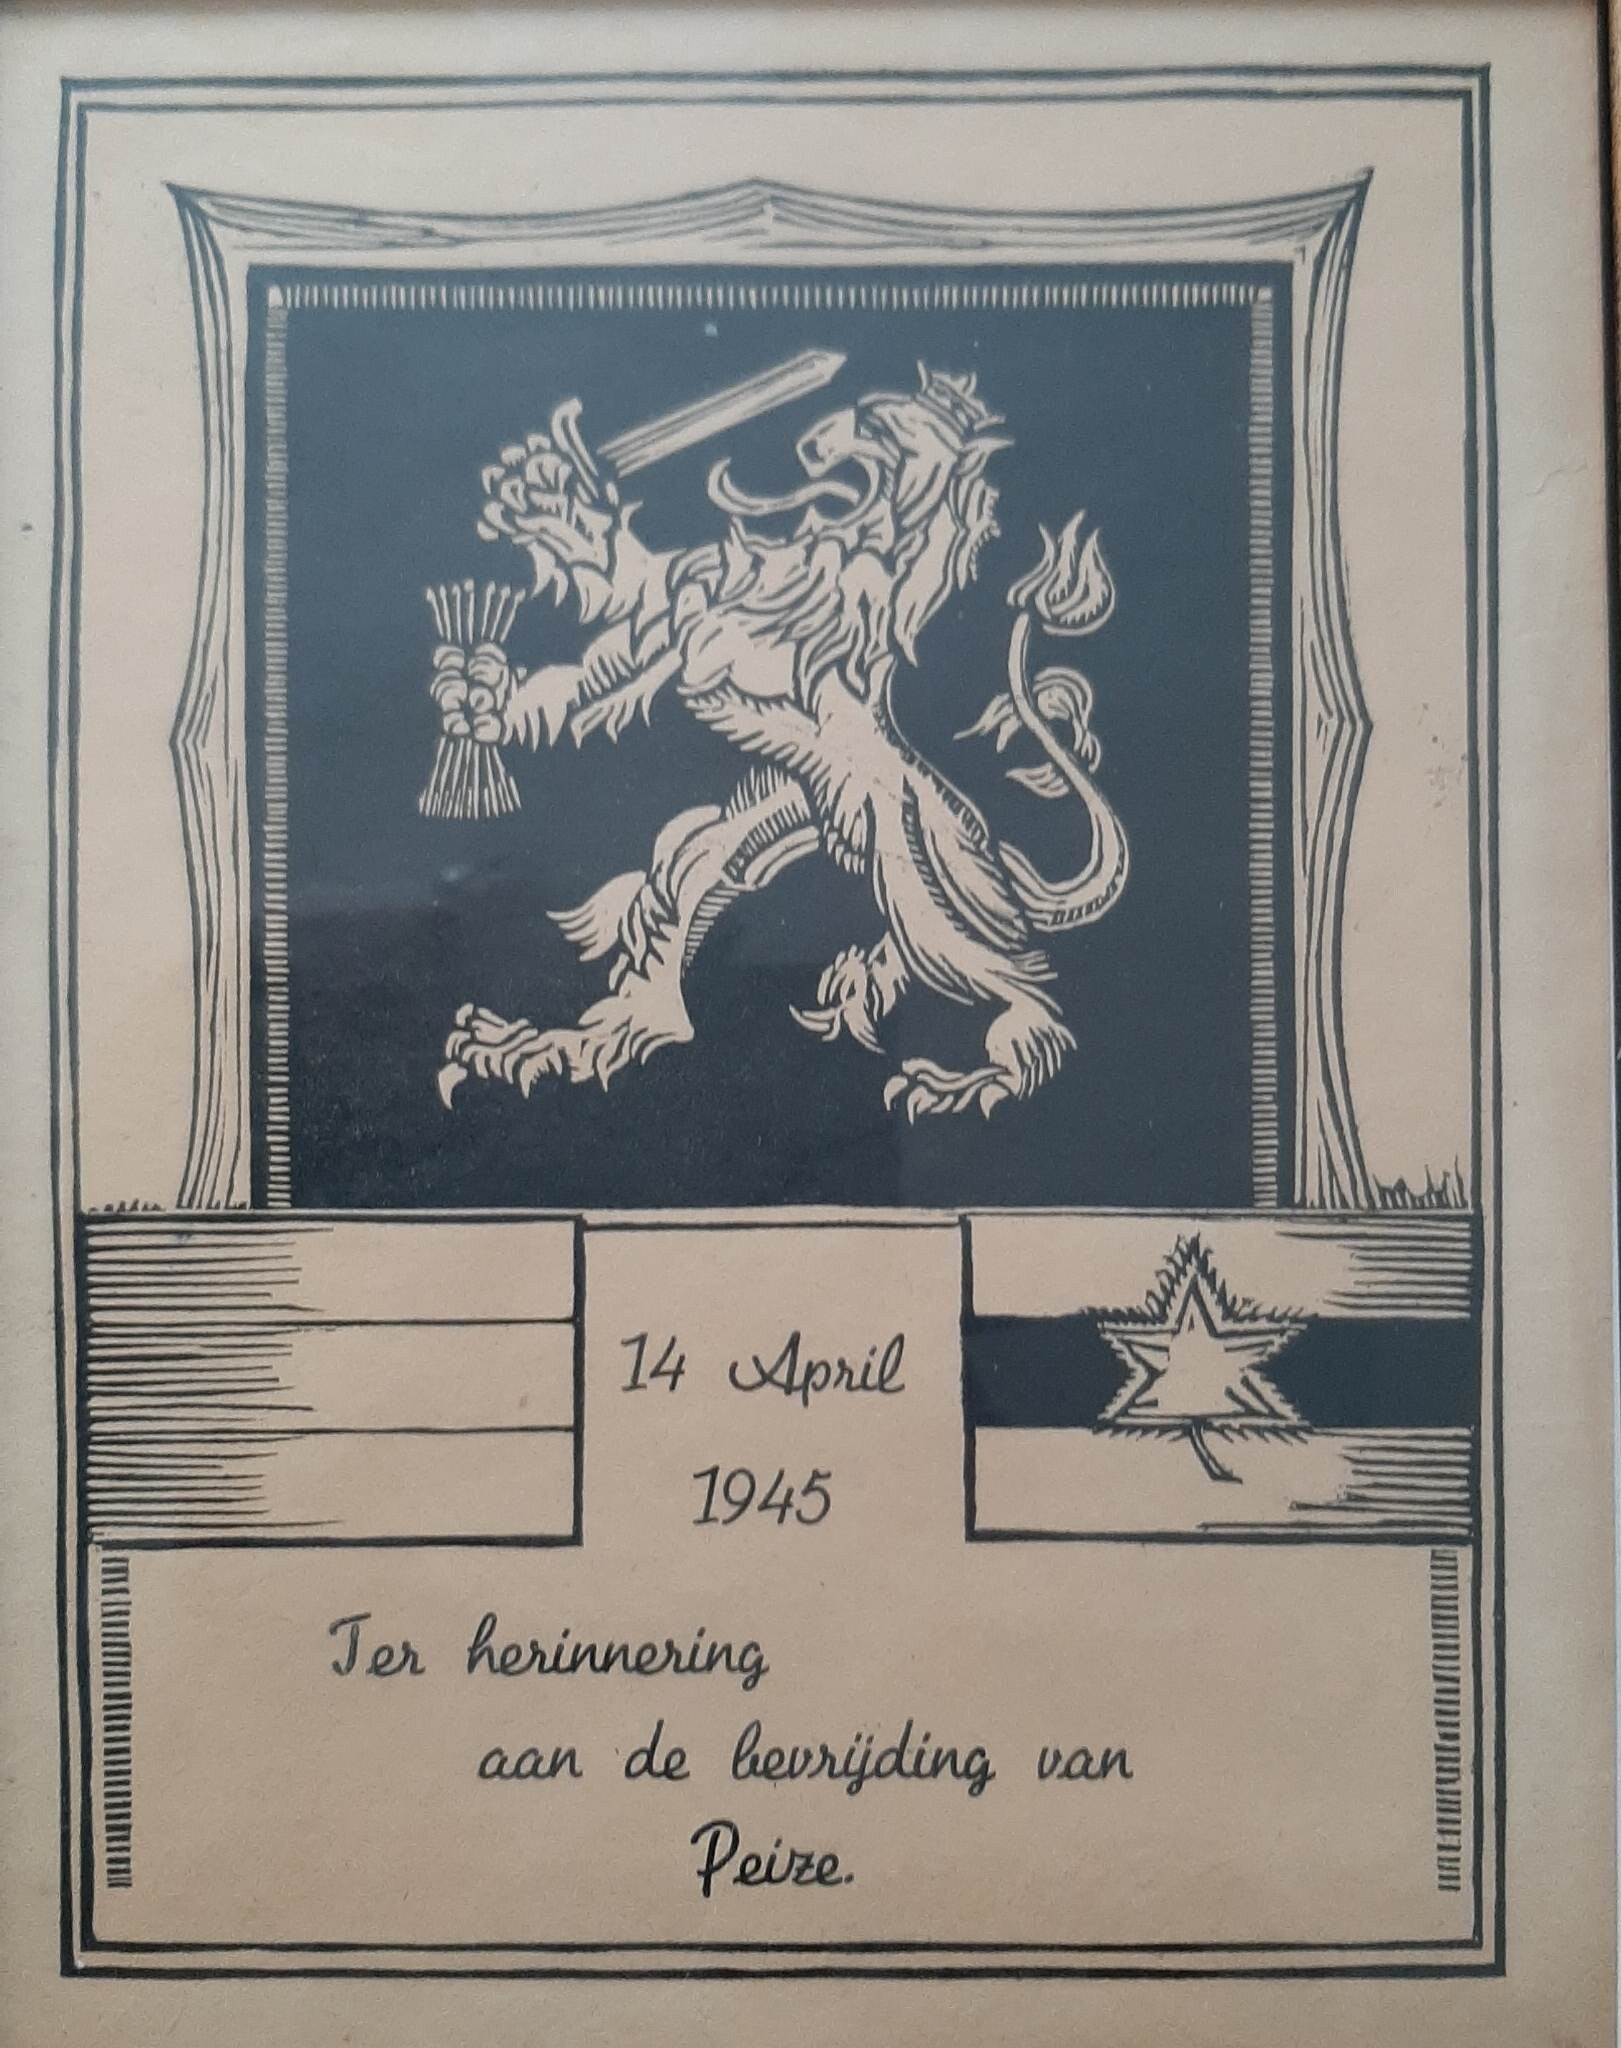 14 April
1945
Ter herinnering
aan de bevrijding van
Peize.